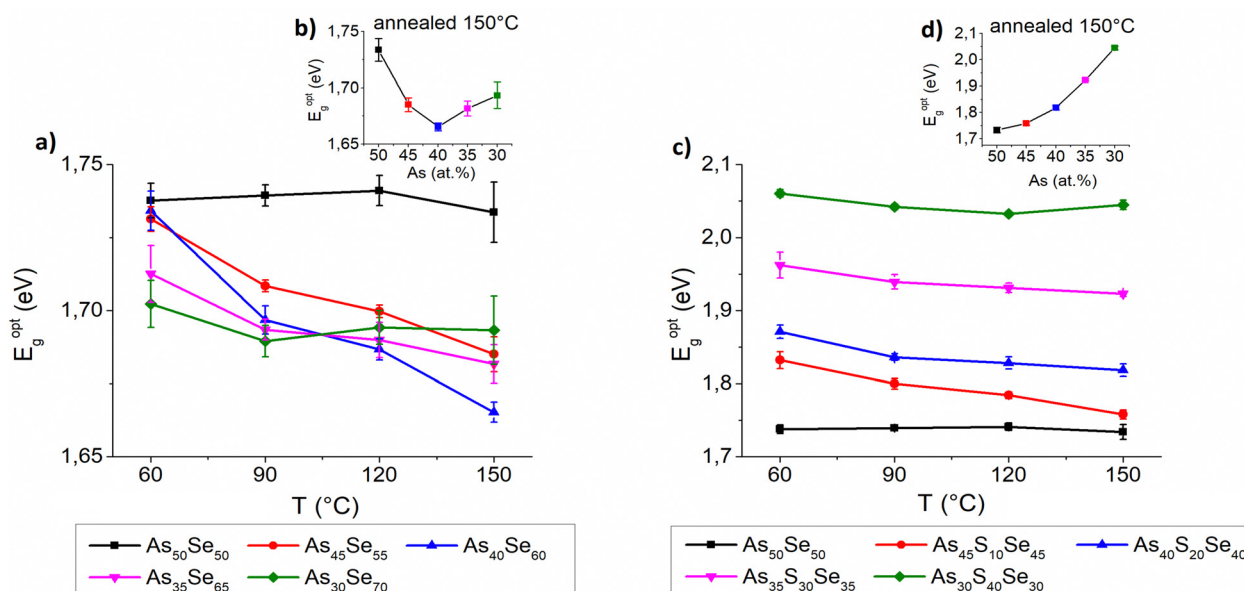 b)
annealed 150°C
1,75
1,70
1,65
E_g^opt (eV)
50 45 40 35 30
As (at.%)
d)
annealed 150°C
2,1
2,0
1,9
1,8
1,7
E_g^opt (eV)
50 45 40 35 30
As (at.%)
a)
1,75
1,70
1,65
E_g^opt (eV)
60 90 120 150
T (°C)
As₅₀Se₅₀ As₄₅Se₅₅ As₄₀Se₆₀
As₃₅Se₆₅ As₃₀Se₇₀
c)
2,1
2,0
1,9
1,8
1,7
E_g^opt (eV)
60 90 120 150
T (°C)
As₅₀Se₅₀ As₄₅S₁₀Se₄₅ As₄₀S₂₀Se₄₀
As₃₅S₃₀Se₃₅ As₃₀S₄₀Se₃₀